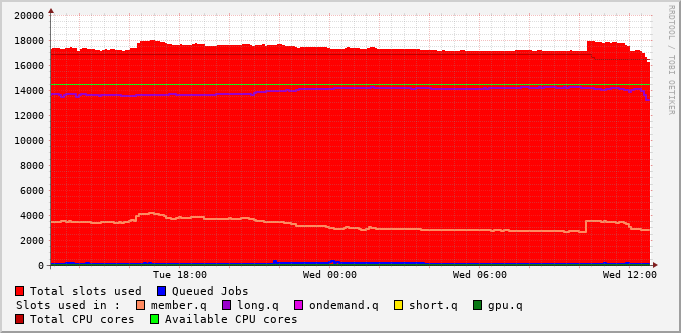 RRDTOOL / TOBI OETIKER
20000
18000
16000
14000
12000
10000
8000
6000
4000
2000
0
Tue 18:00 Wed 00:00 Wed 06:00 Wed 12:00
Total slots used Queued Jobs
Slots used in : member.q long.q ondemand.q short.q gpu.q
Total CPU cores Available CPU cores